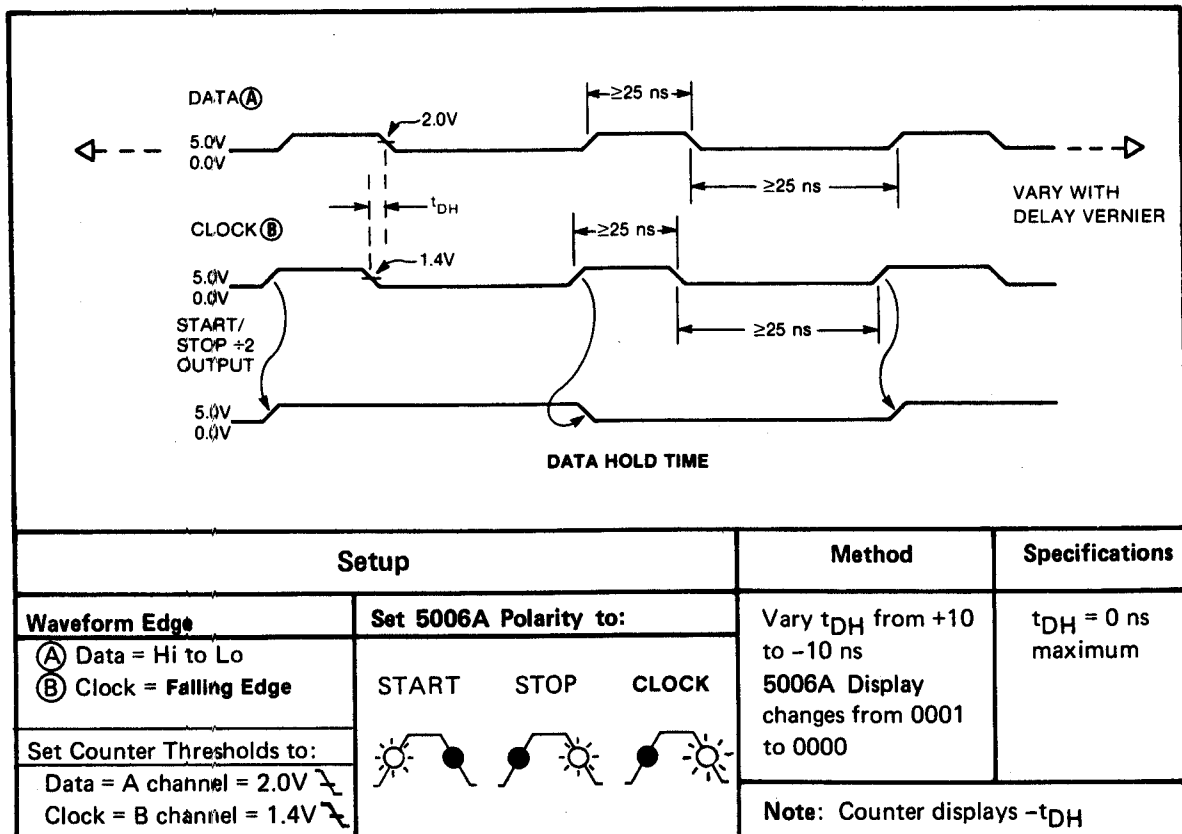 DATA Ⓐ
5.0V
0.0V
2.0V
≥25 ns
≥25 ns
VARY WITH
DELAY VERNIER
tDH
CLOCK Ⓑ
5.0V
0.0V
1.4V
≥25 ns
≥25 ns
START/
STOP ÷2
OUTPUT
5.0V
0.0V
DATA HOLD TIME
Setup
Method
Specifications
Waveform Edge
Ⓐ Data = Hi to Lo
Ⓑ Clock = Falling Edge
Set Counter Thresholds to:
Data = A channel = 2.0V
Clock = B channel = 1.4V
Set 5006A Polarity to:
START STOP CLOCK
Vary tDH from +10
to -10 ns
5006A Display
changes from 0001
to 0000
tDH = 0 ns
maximum
Note: Counter displays -tDH